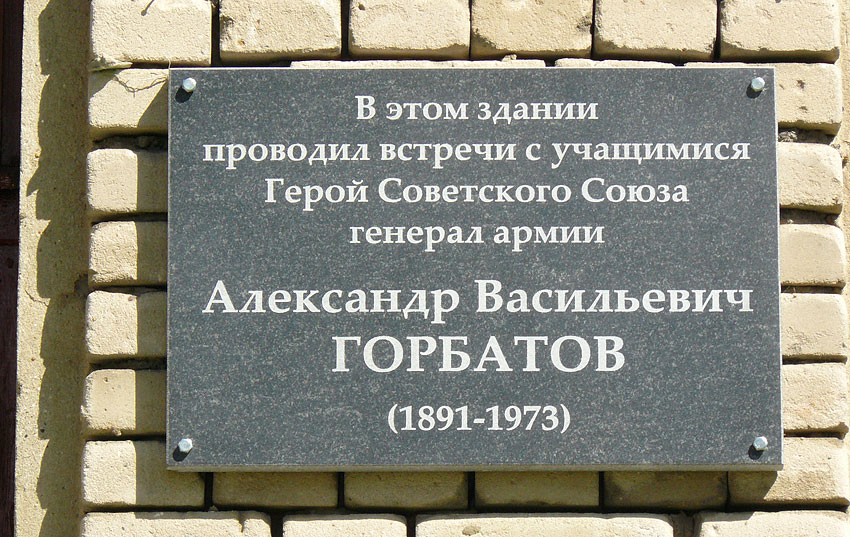 В этом здании
проводил встречи с учащимися
Герой Советского Союза
генерал армии
Александр Васильевич
ГОРБАТОВ
(1891-1973)